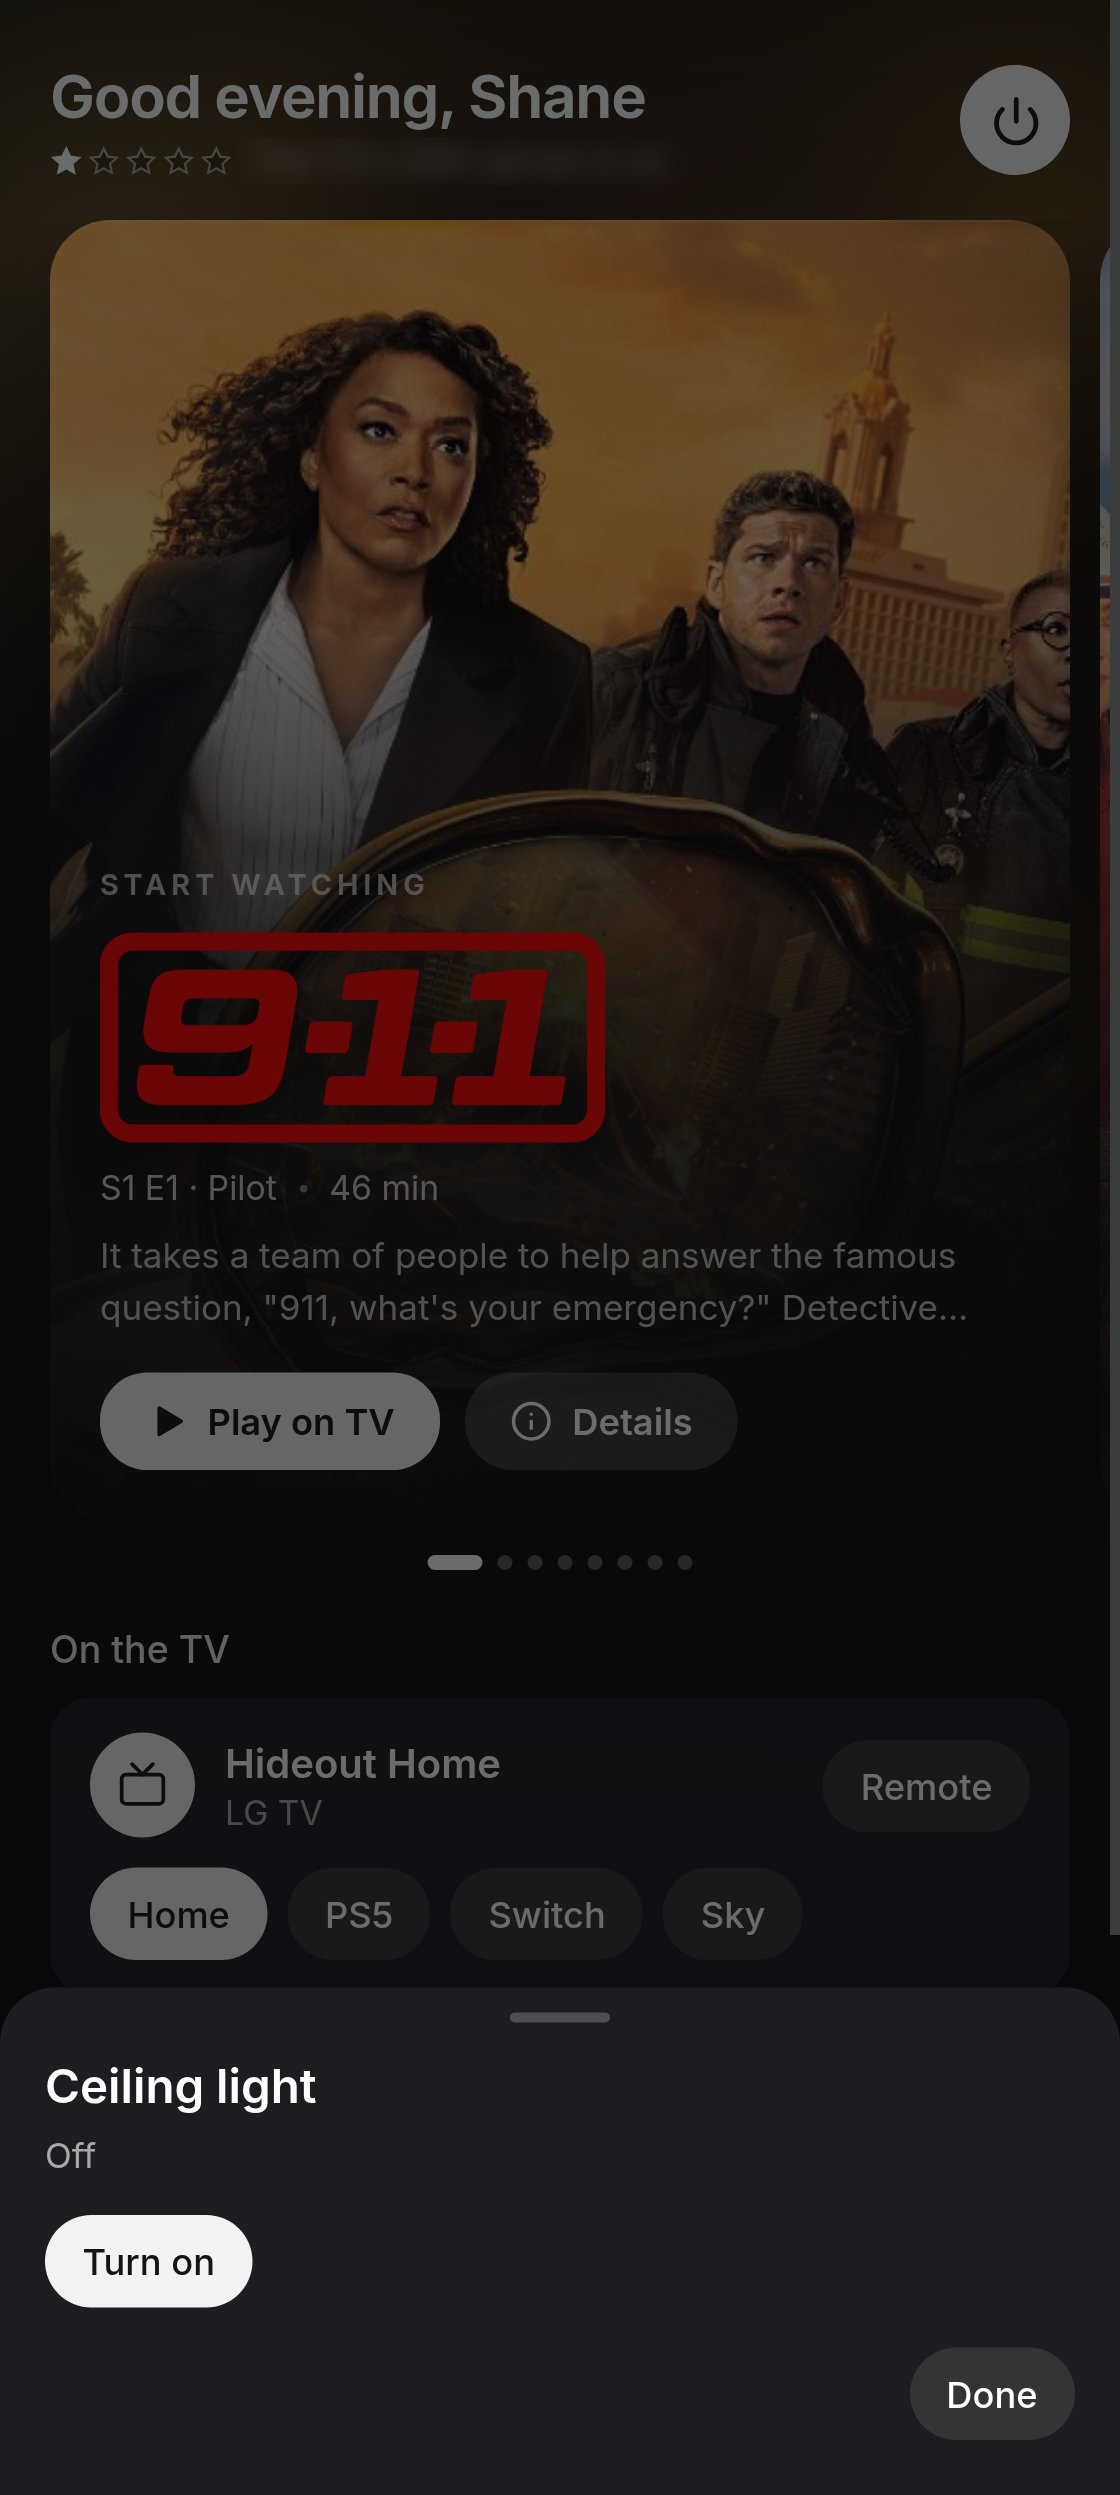 Good evening, Shane
START WATCHING
9-1-1
S1 E1 · Pilot • 46 min
It takes a team of people to help answer the famous
question, "911, what's your emergency?" Detective...
Play on TV
Details
On the TV
Hideout Home
LG TV
Remote
Home
PS5
Switch
Sky
Ceiling light
Off
Turn on
Done